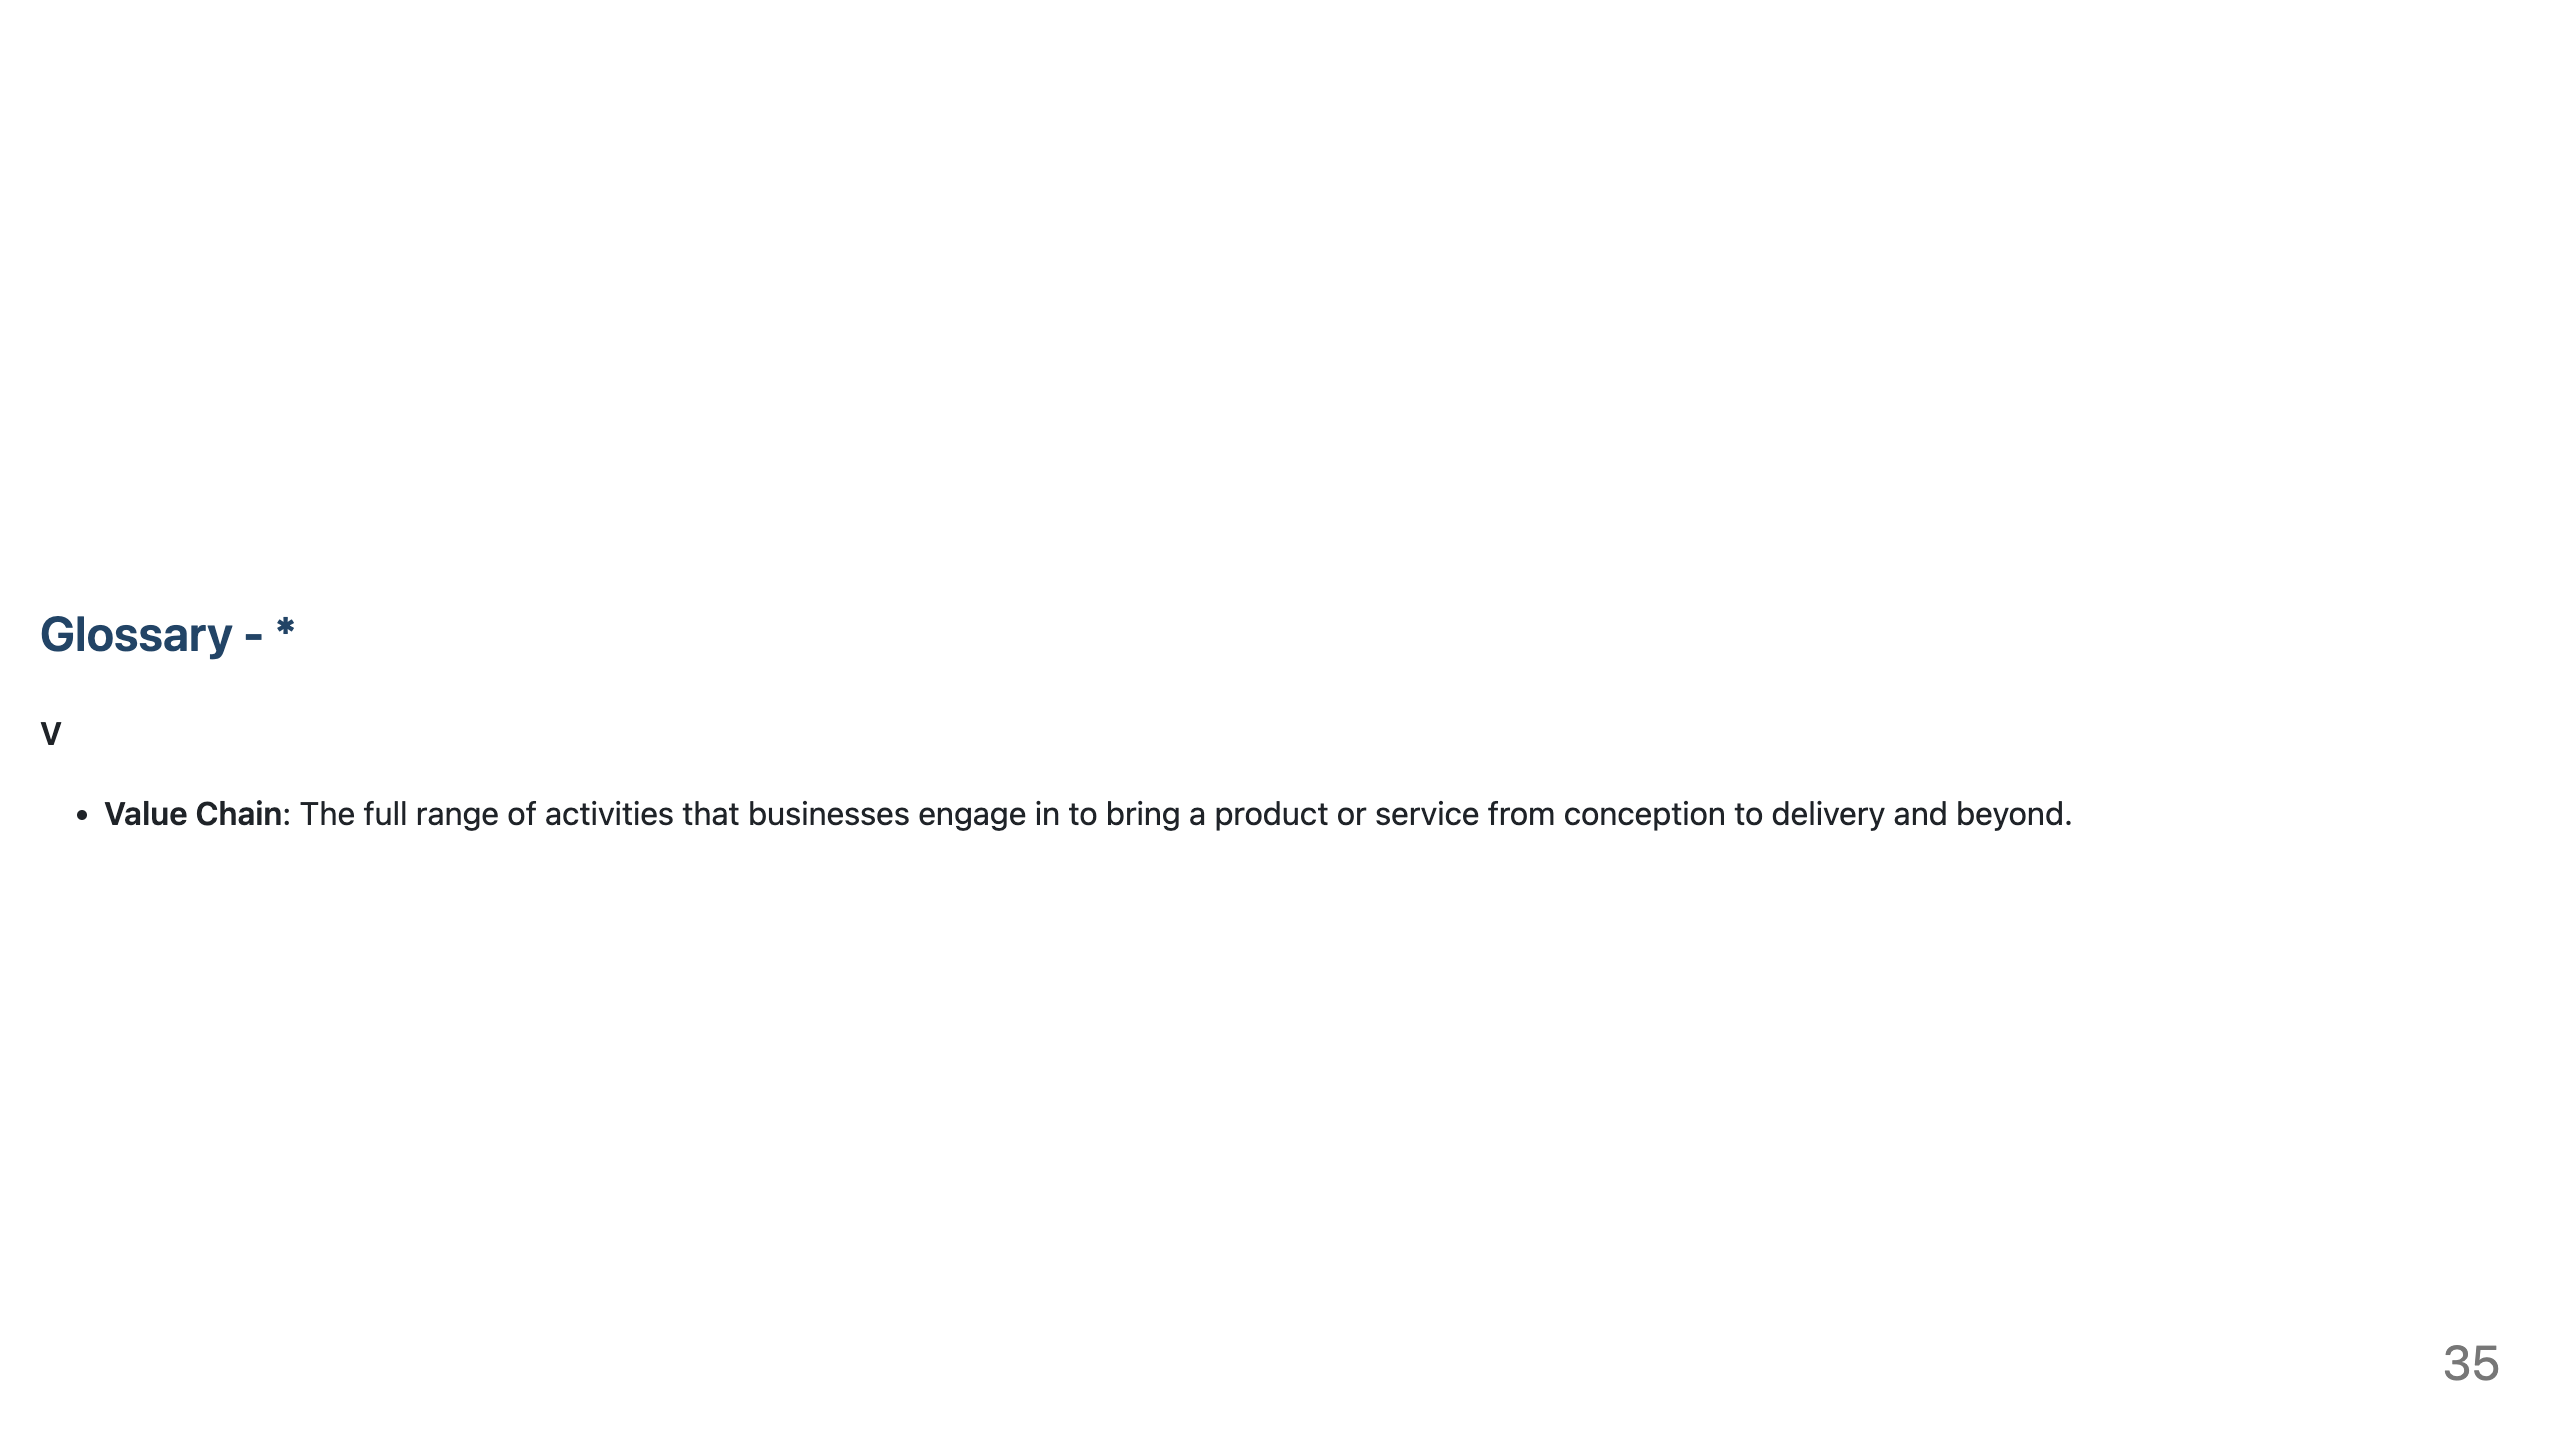 Glossary - *
V
• Value Chain: The full range of activities that businesses engage in to bring a product or service from conception to delivery and beyond.
35